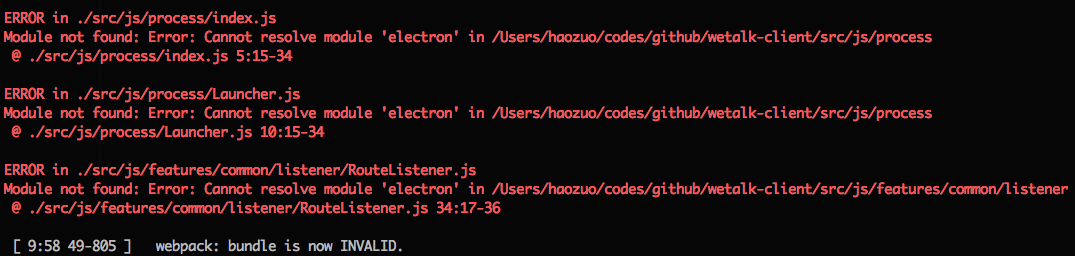 ERROR in ./src/js/process/index.js
Module not found: Error: Cannot resolve module 'electron' in /Users/haozuo/codes/github/wetalk-client/src/js/process
@ ./src/js/process/index.js 5:15-34
ERROR in ./src/js/process/Launcher.js
Module not found: Error: Cannot resolve module 'electron' in /Users/haozuo/codes/github/wetalk-client/src/js/process
@ ./src/js/process/Launcher.js 10:15-34
ERROR in ./src/js/features/common/listener/RouteListener.js
Module not found: Error: Cannot resolve module 'electron' in /Users/haozuo/codes/github/wetalk-client/src/js/features/common/listener
@ ./src/js/features/common/listener/RouteListener.js 34:17-36
[ 9:58 49-805 ] webpack: bundle is now INVALID.